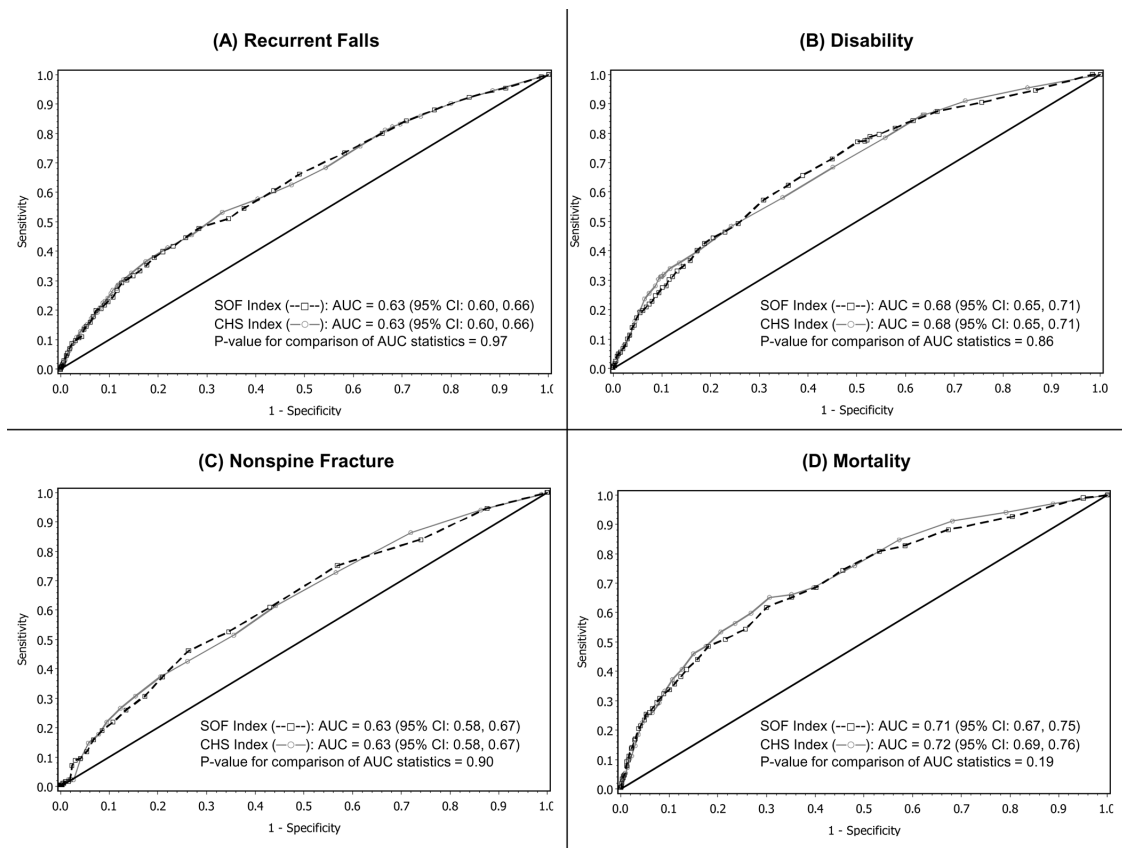 (A) Recurrent Falls
1.0
0.9
0.8
0.7
0.6
0.5
0.4
0.3
0.2
0.1
0.0
Sensitivity
SOF Index (--□--): AUC = 0.63 (95% CI: 0.60, 0.66)
CHS Index (—○—): AUC = 0.63 (95% CI: 0.60, 0.66)
P-value for comparison of AUC statistics = 0.97
0.0 0.1 0.2 0.3 0.4 0.5 0.6 0.7 0.8 0.9 1.0
1 - Specificity
(B) Disability
1.0
0.9
0.8
0.7
0.6
0.5
0.4
0.3
0.2
0.1
0.0
Sensitivity
SOF Index (--□--): AUC = 0.68 (95% CI: 0.65, 0.71)
CHS Index (—○—): AUC = 0.68 (95% CI: 0.65, 0.71)
P-value for comparison of AUC statistics = 0.86
0.0 0.1 0.2 0.3 0.4 0.5 0.6 0.7 0.8 0.9 1.0
1 - Specificity
(C) Nonspine Fracture
1.0
0.9
0.8
0.7
0.6
0.5
0.4
0.3
0.2
0.1
0.0
Sensitivity
SOF Index (--□--): AUC = 0.63 (95% CI: 0.58, 0.67)
CHS Index (—○—): AUC = 0.63 (95% CI: 0.58, 0.67)
P-value for comparison of AUC statistics = 0.90
0.0 0.1 0.2 0.3 0.4 0.5 0.6 0.7 0.8 0.9 1.0
1 - Specificity
(D) Mortality
1.0
0.9
0.8
0.7
0.6
0.5
0.4
0.3
0.2
0.1
0.0
Sensitivity
SOF Index (--□--): AUC = 0.71 (95% CI: 0.67, 0.75)
CHS Index (—○—): AUC = 0.72 (95% CI: 0.69, 0.76)
P-value for comparison of AUC statistics = 0.19
0.0 0.1 0.2 0.3 0.4 0.5 0.6 0.7 0.8 0.9 1.0
1 - Specificity